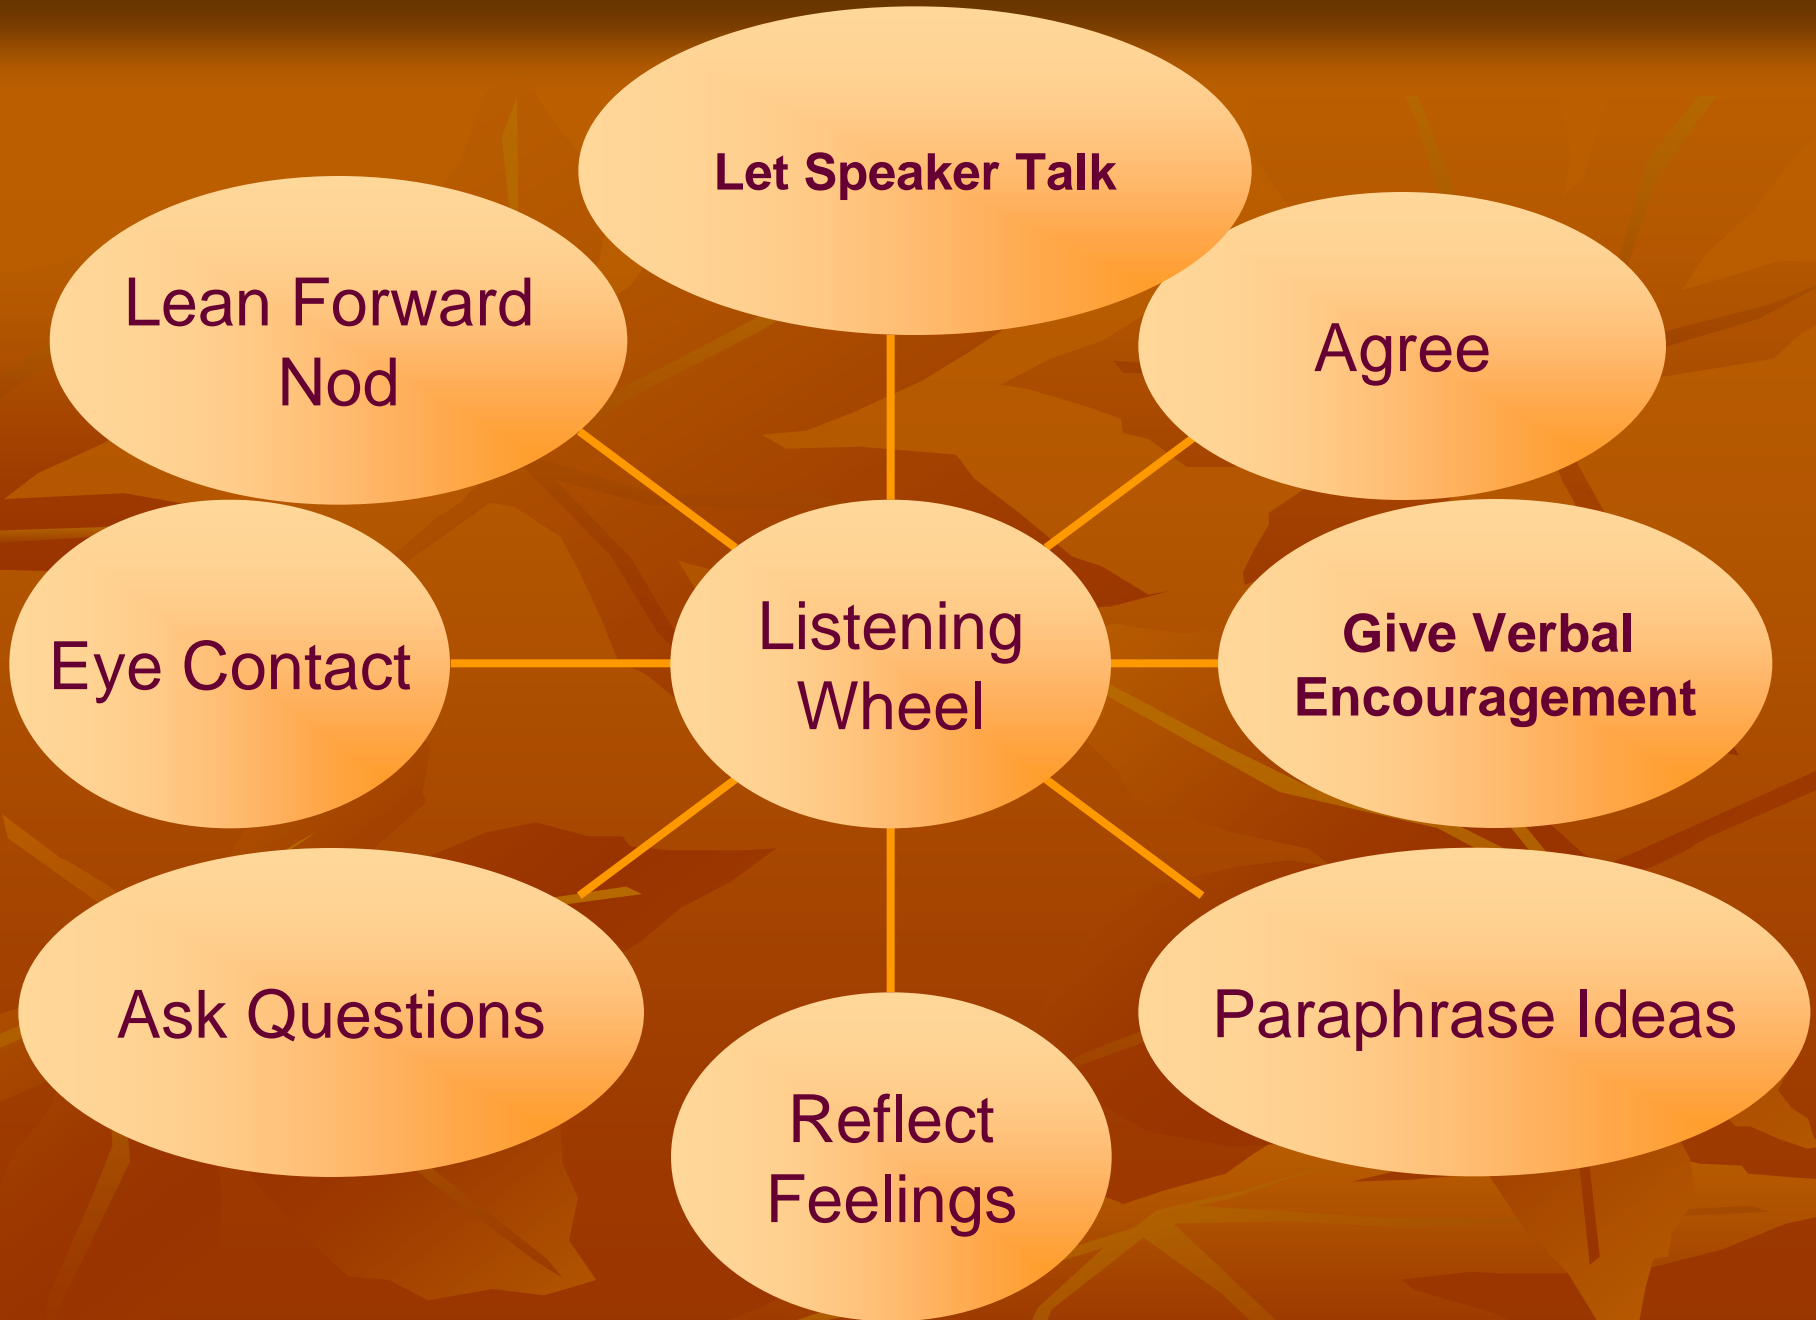 Let Speaker Talk
Lean Forward
Nod
Agree
Eye Contact
Listening
Wheel
Give Verbal
Encouragement
Ask Questions
Paraphrase Ideas
Reflect
Feelings